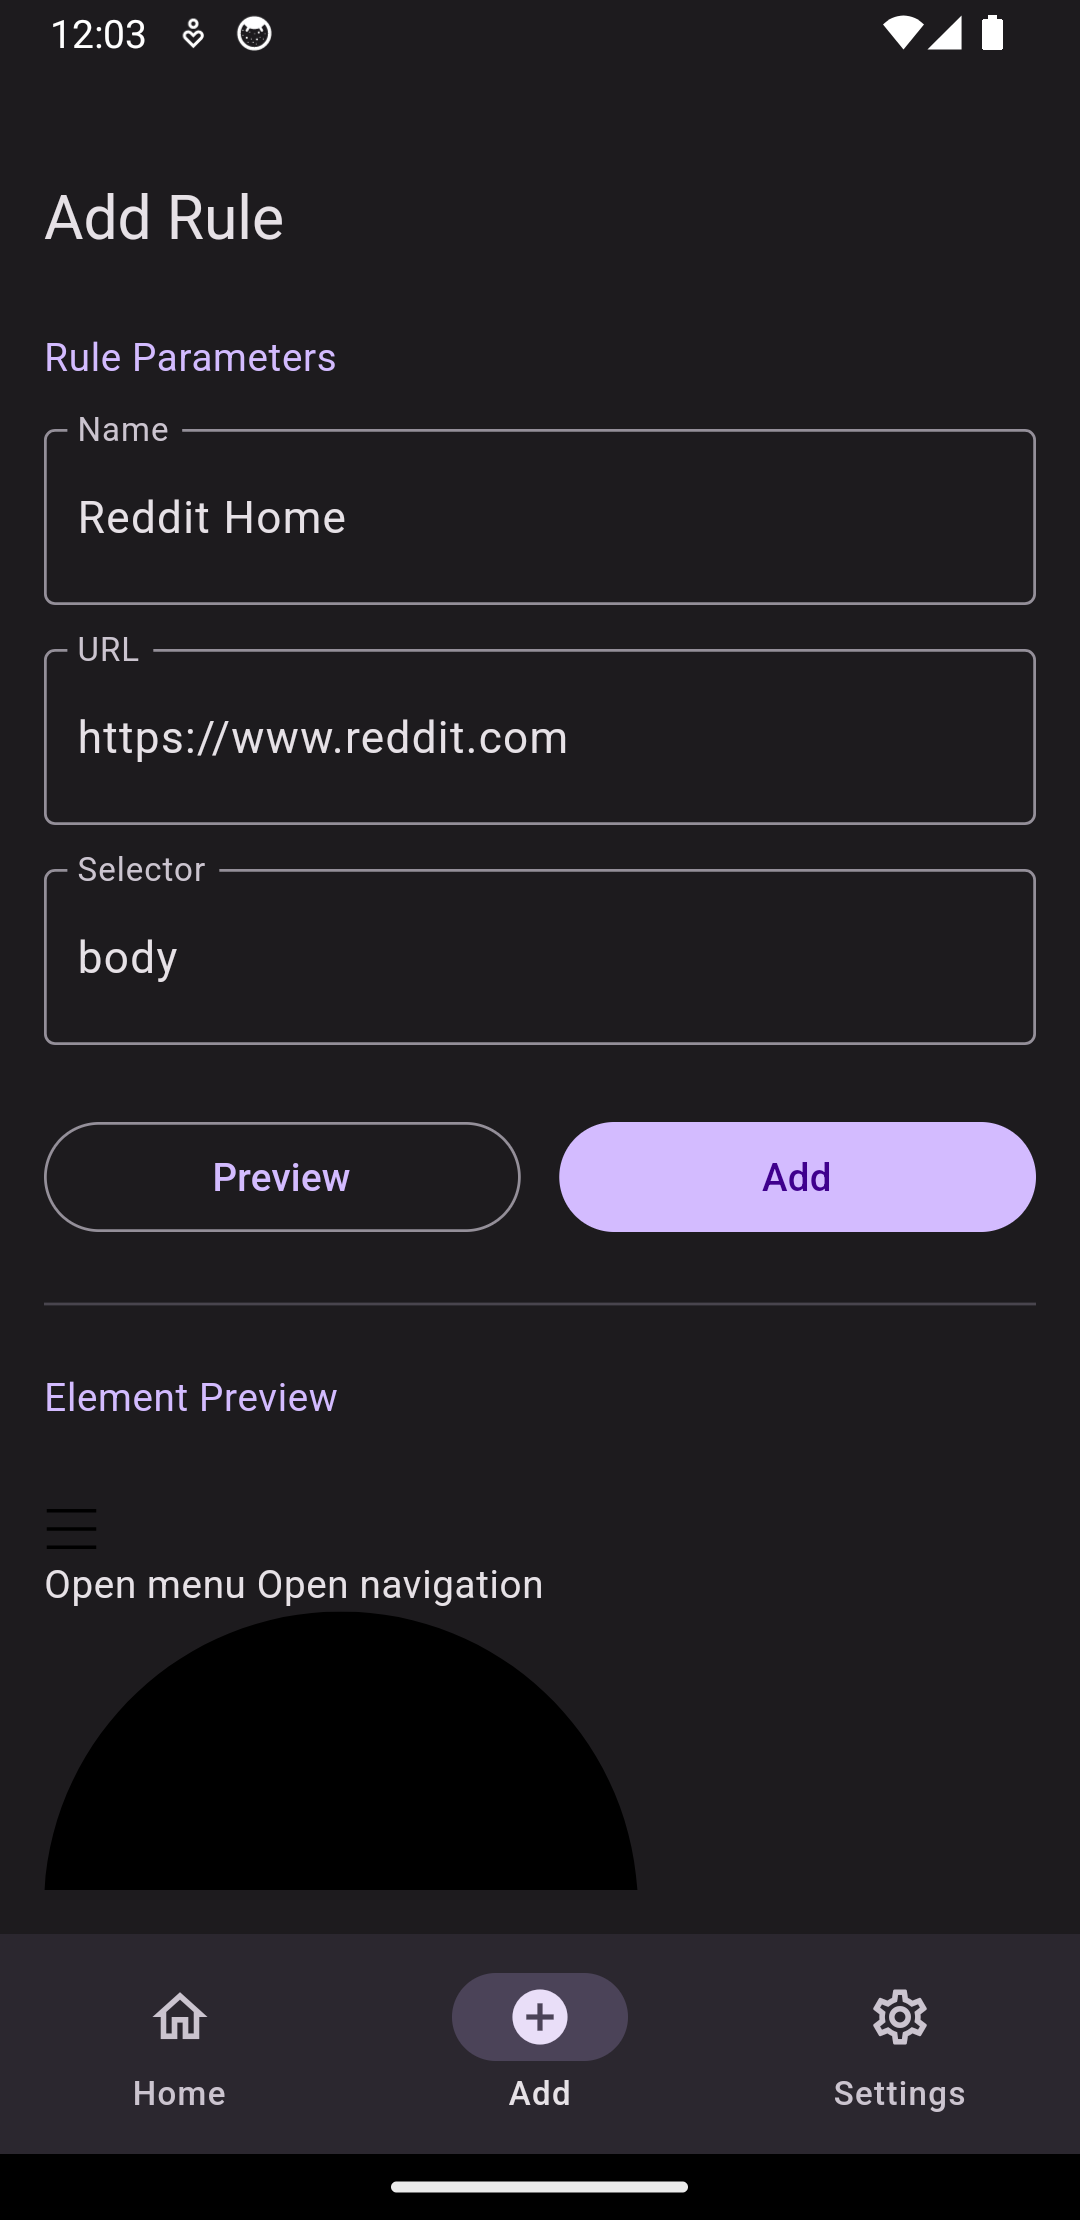 12:03
Add Rule
Rule Parameters
Name
Reddit Home
URL
https://www.reddit.com
Selector
body
Preview Add
Element Preview
Open menu Open navigation
Home Add Settings